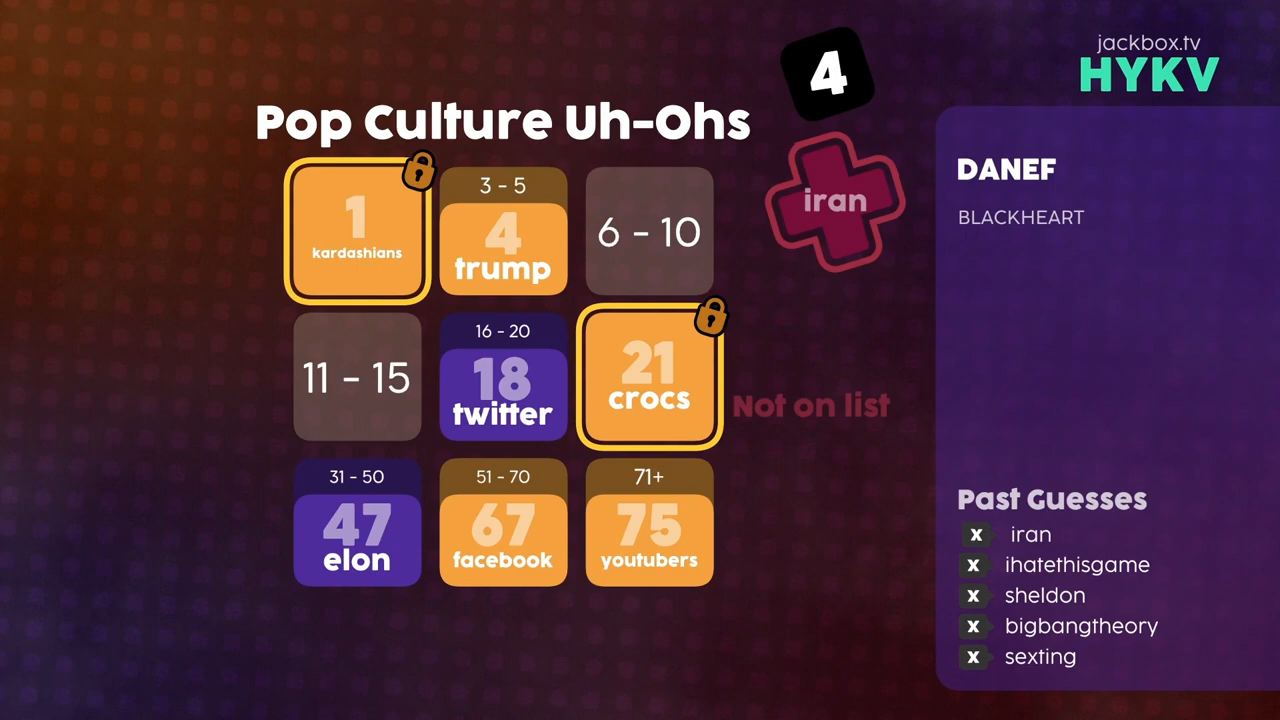 jackbox.tv
HYKV
4
Pop Culture Uh-Ohs
1
kardashians
3 - 5
4
trump
6 - 10
iran
11 - 15
16 - 20
18
twitter
21
crocs
Not on list
31 - 50
47
elon
51 - 70
67
facebook
71+
75
youtubers
DANEF
BLACKHEART
Past Guesses
x iran
x ihatethisgame
x sheldon
x bigbangtheory
x sexting